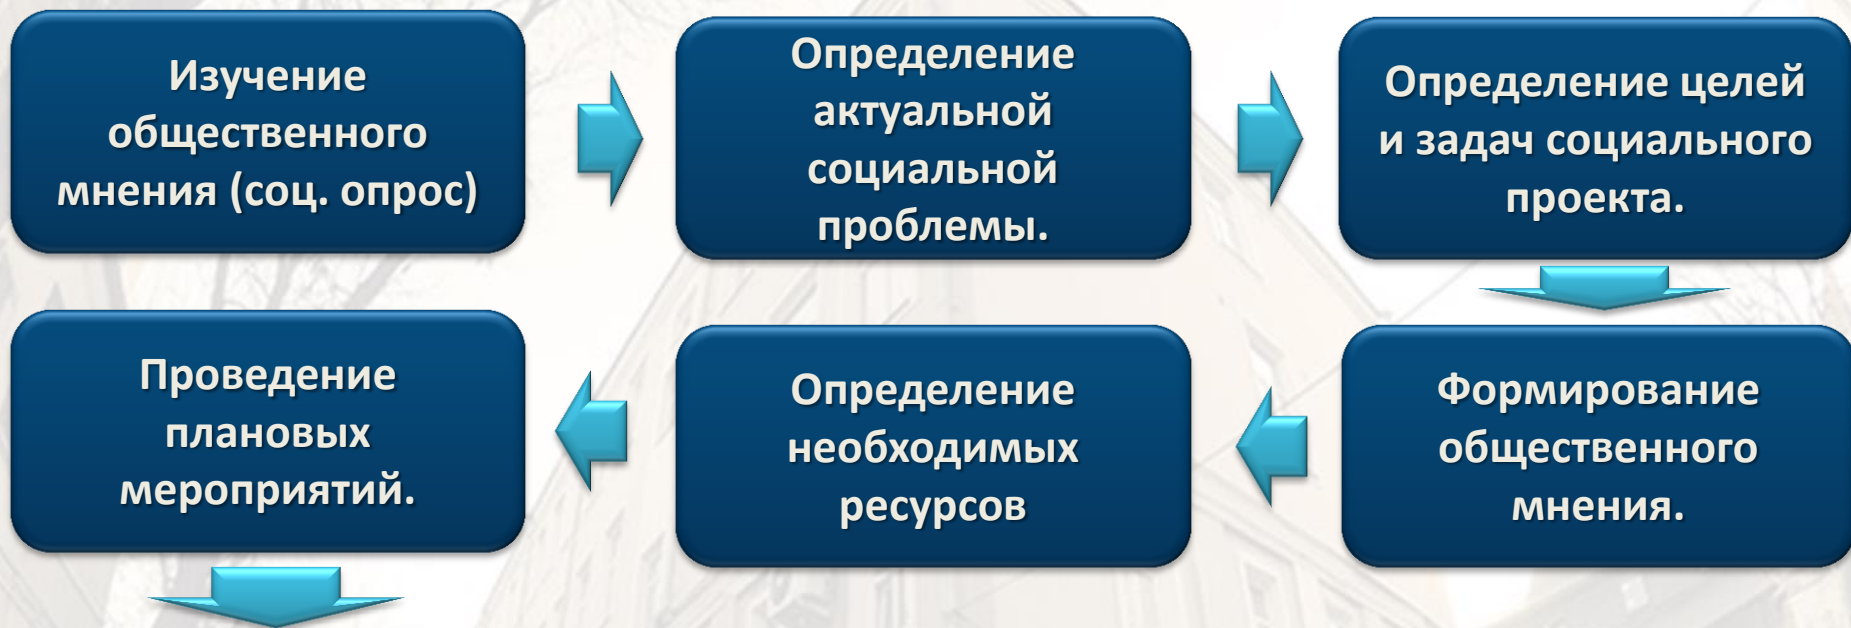 Изучение
общественного
мнения (соц. опрос)
Определение
актуальной
социальной
проблемы.
Определение целей
и задач социального
проекта.
Формирование
общественного
мнения.
Определение
необходимых
ресурсов
Проведение
плановых
мероприятий.